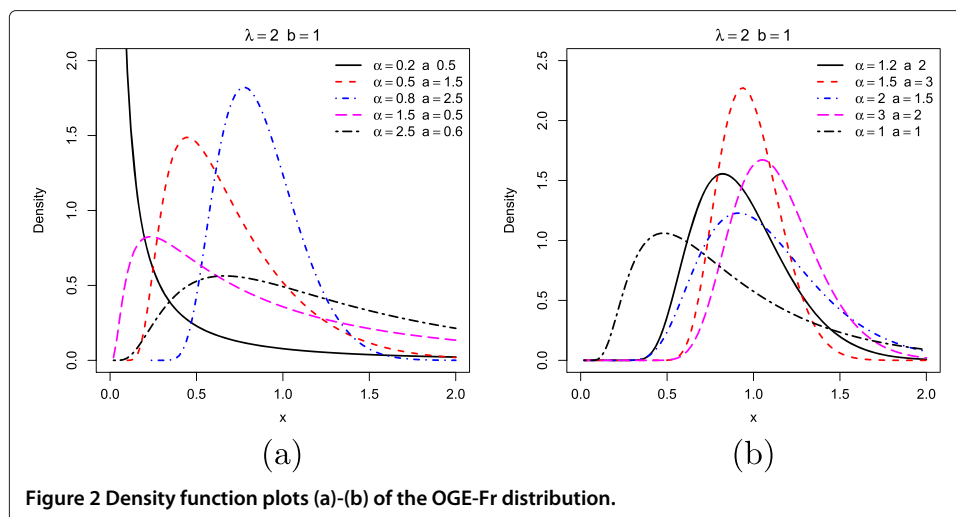 λ = 2 b = 1
Density
2.0
1.5
1.0
0.5
0.0
α = 0.2 a 0.5
α = 0.5 a = 1.5
α = 0.8 a = 2.5
α = 1.5 a = 0.5
α = 2.5 a = 0.6
0.0 0.5 1.0 1.5 2.0
x
(a)
λ = 2 b = 1
Density
2.5
2.0
1.5
1.0
0.5
0.0
α = 1.2 a 2
α = 1.5 a = 3
α = 2 a = 1.5
α = 3 a = 2
α = 1 a = 1
0.0 0.5 1.0 1.5 2.0
x
(b)
Figure 2 Density function plots (a)-(b) of the OGE-Fr distribution.